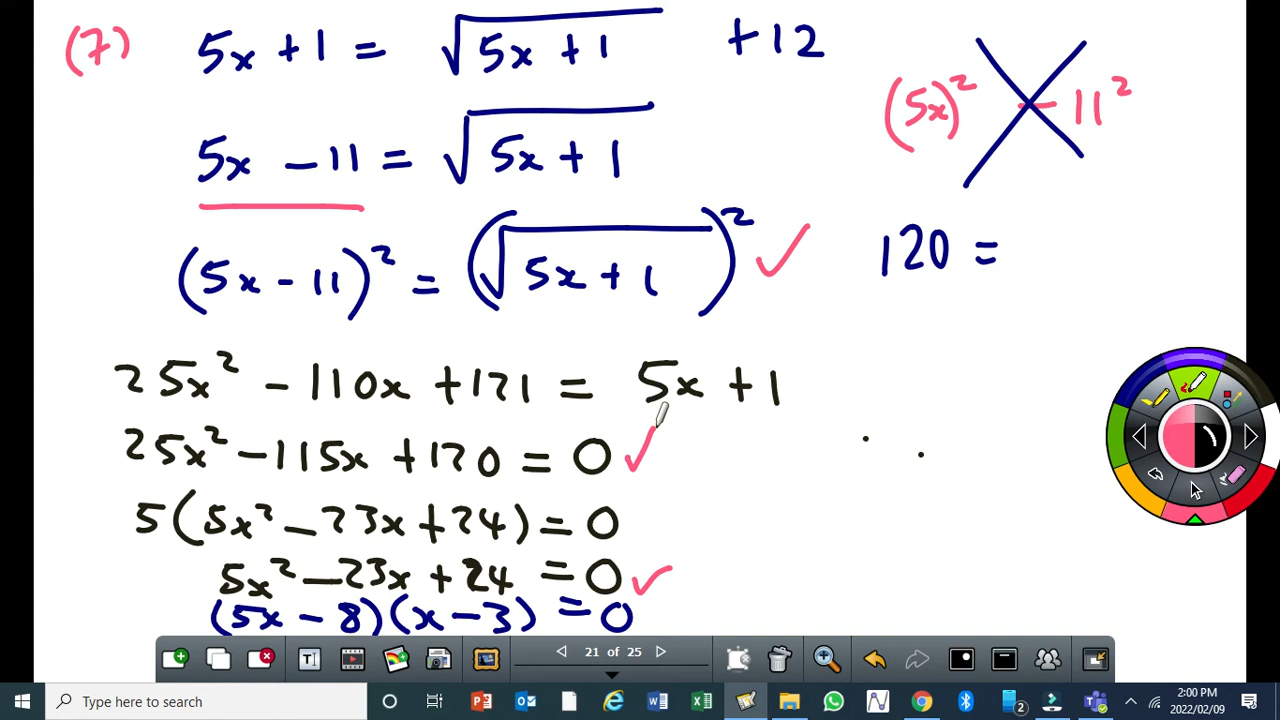 (7) 5x + 1 = √(5x + 1) + 12
5x - 11 = √(5x + 1)
(5x)² - 11²
(5x - 11)² = (√(5x + 1))² ✓
120 =
25x² - 110x + 121 = 5x + 1
25x² - 115x + 120 = 0 ✓
5(5x² - 23x + 24) = 0
5x² - 23x + 24 = 0 ✓
(5x - 8)(x - 3) = 0
21 of 25
Type here to search
2
2:00 PM
2022/02/09